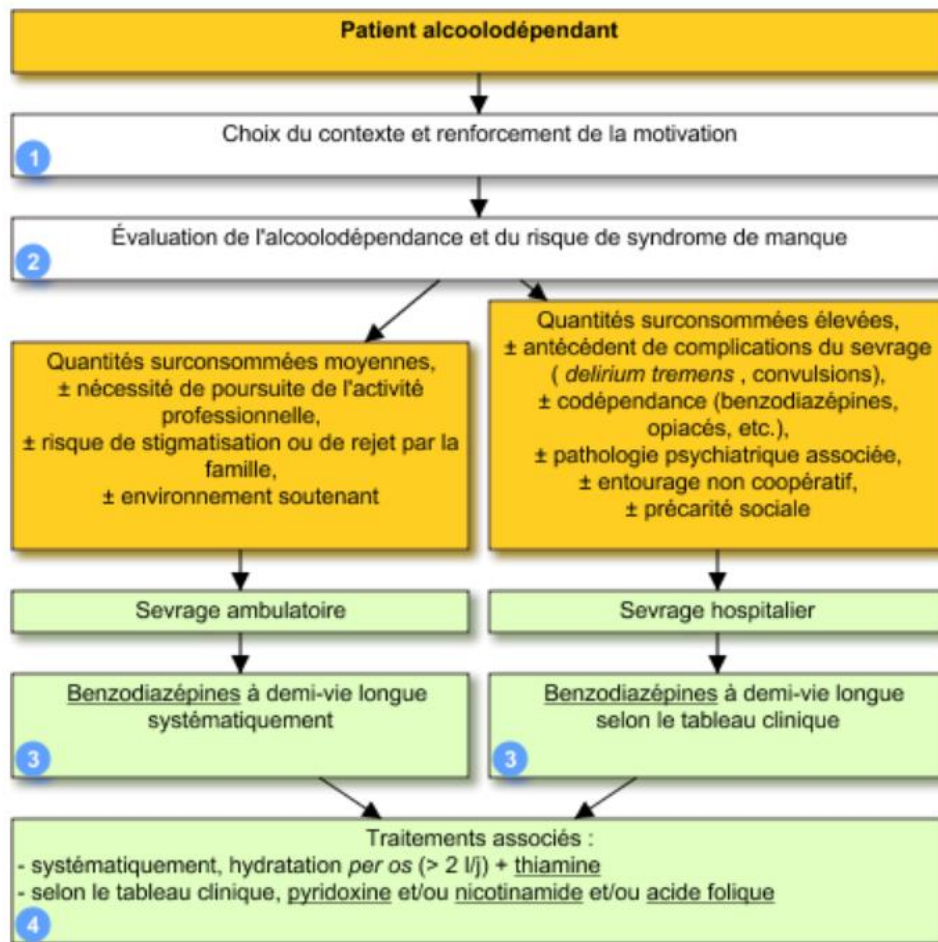 Patient alcoolodépendant
Choix du contexte et renforcement de la motivation
1
Évaluation de l'alcoolodépendance et du risque de syndrome de manque
2
Quantités surconsommées moyennes,
± nécessité de poursuite de l'activité
professionnelle,
± risque de stigmatisation ou de rejet par la
famille,
± environnement soutenant
Quantités surconsommées élevées,
± antécédent de complications du sevrage
( delirium tremens , convulsions),
± codépendance (benzodiazépines,
opiacés, etc.),
± pathologie psychiatrique associée,
± entourage non coopératif,
± précarité sociale
Sevrage ambulatoire
Sevrage hospitalier
Benzodiazépines à demi-vie longue
systématiquement
3
Benzodiazépines à demi-vie longue
selon le tableau clinique
3
Traitements associés :
- systématiquement, hydratation per os (> 2 l/j) + thiamine
- selon le tableau clinique, pyridoxine et/ou nicotinamide et/ou acide folique
4